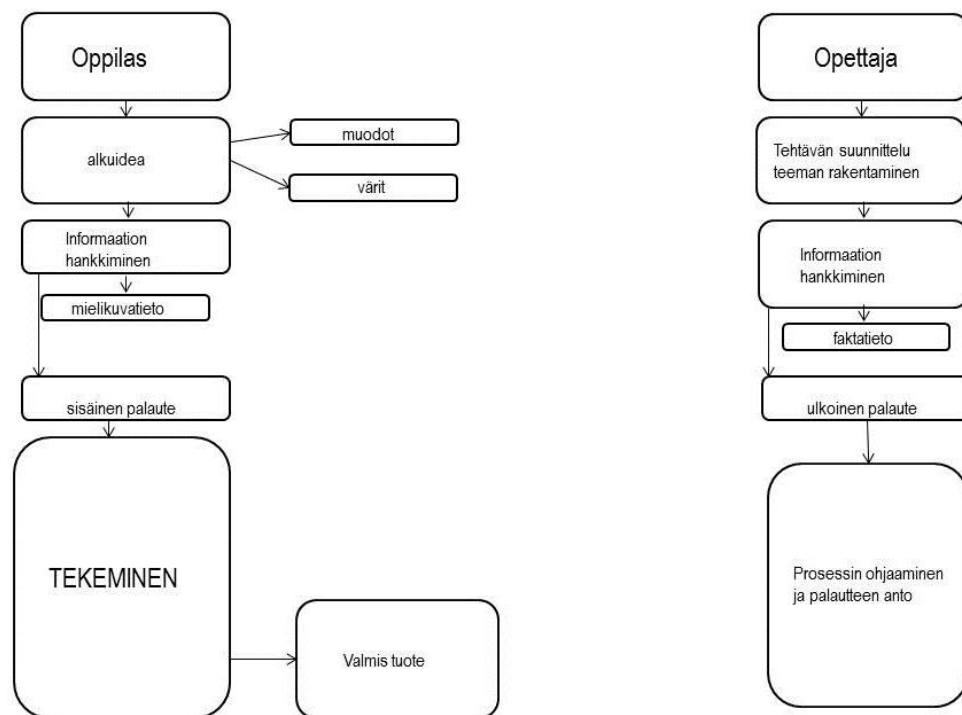 Oppilas
alkuidea
muodot
värit
Informaation
hankkiminen
mielikuvatieto
sisäinen palaute
TEKEMINEN
Valmis tuote
Opettaja
Tehtävän suunnittelu
teeman rakentaminen
Informaation
hankkiminen
faktatieto
ulkoinen palaute
Prosessin ohjaaminen
ja palautteen anto